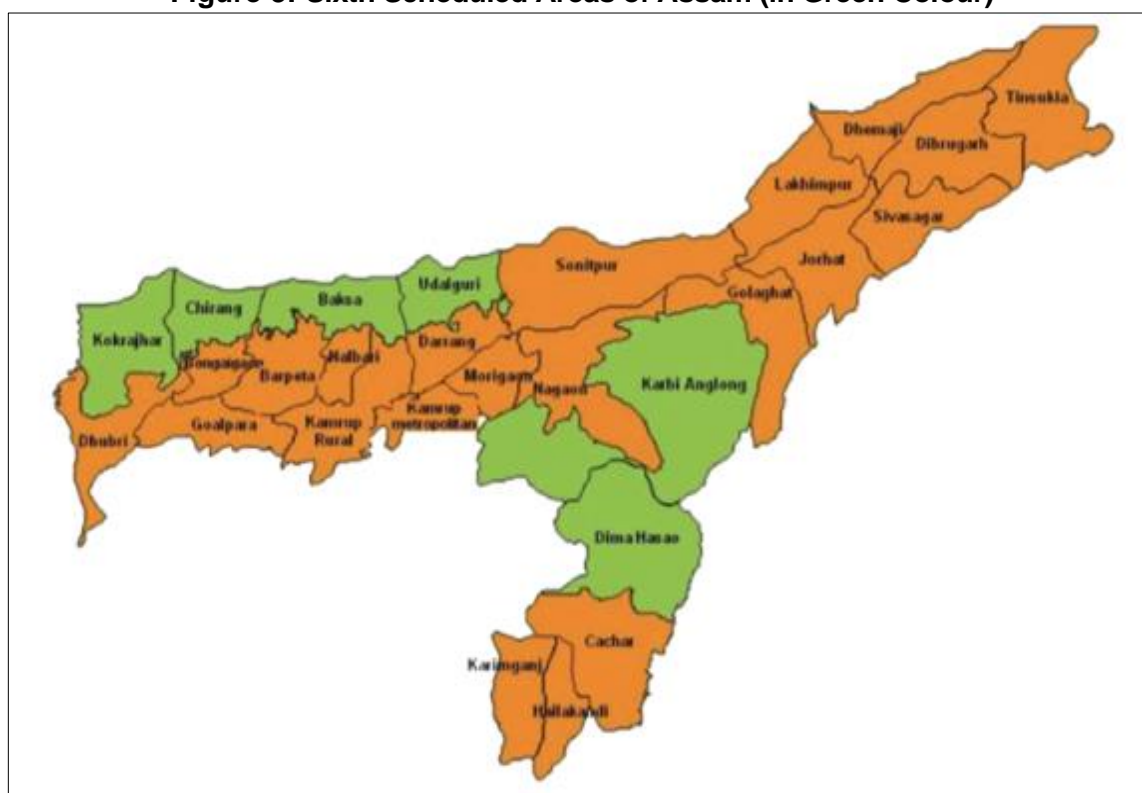 Figure 3: Sixth Scheduled Areas of Assam (In Green Colour)
Tinsukia
Dhemaji
Dibrugarh
Lakhimpur
Sivasagar
Jorhat
Sonitpur
Golaghat
Udalguri
Baksa
Chirang
Kokrajhar
Darrang
Nalbari
Bongaigaon
Barpeta
Morigaon
Nagaon
Karbi Anglong
Kamrup
metropolitan
Goalpara
Kamrup
Rural
Dhubri
Dima Hasao
Cachar
Karimganj
Hailakandi